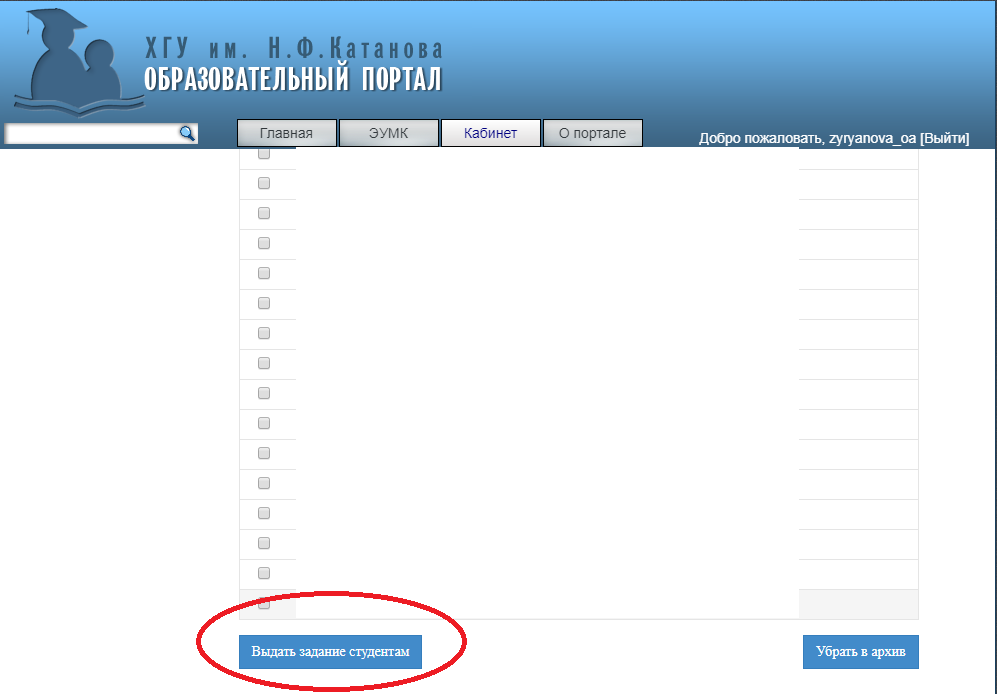 ХГУ им. Н.Ф.Катанова
ОБРАЗОВАТЕЛЬНЫЙ ПОРТАЛ
Главная ЭУМК Кабинет О портале
Добро пожаловать, zyryanova_oa [Выйти]
Выдать задание студентам Убрать в архив